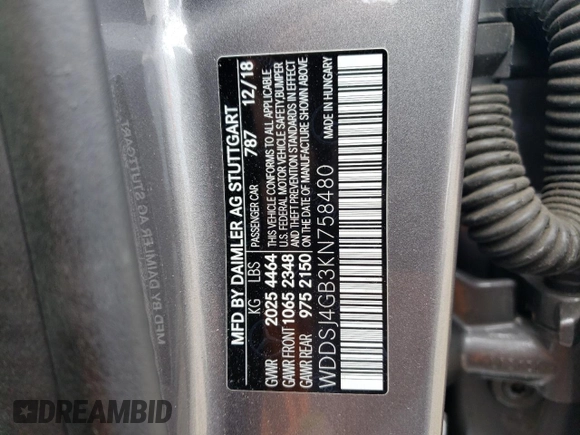 MFD BY DAIMLER AG STUTTGART
KG LBS PASSENGER CAR 787 12/18
GVWR 2025 4464 THIS VEHICLE CONFORMS TO ALL APPLICABLE
GAWR FRONT 1065 2348 U.S. FEDERAL MOTOR VEHICLE SAFETY, BUMPER
AND THEFT PREVENTION STANDARDS IN EFFECT
GAWR REAR 975 2150 ON THE DATE OF MANUFACTURE SHOWN ABOVE
WDDSJ4GB3KN758480 MADE IN HUNGARY
MFD BY DAIMLER AG STUTTGART
DREAMBID